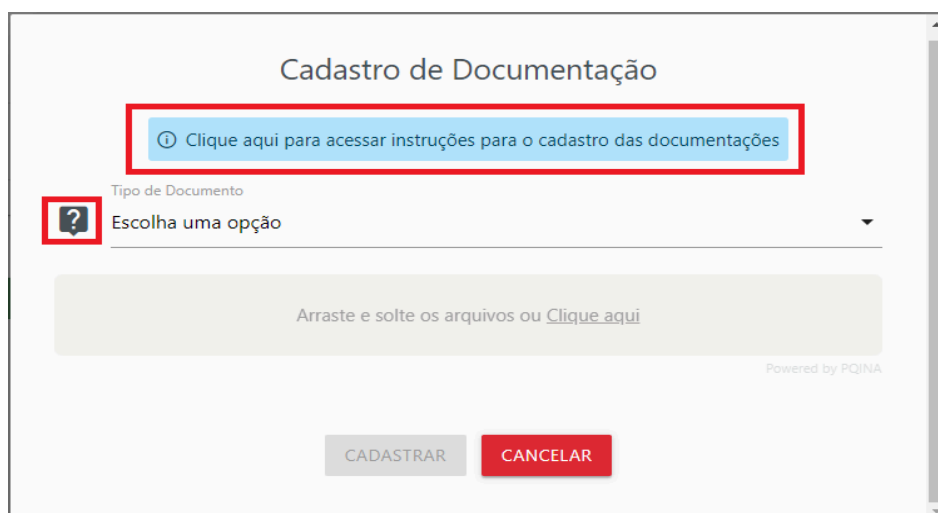 Cadastro de Documentação
Clique aqui para acessar instruções para o cadastro das documentações
Tipo de Documento
? Escolha uma opção
Arraste e solte os arquivos ou Clique aqui
Powered by PQINA
CADASTRAR CANCELAR